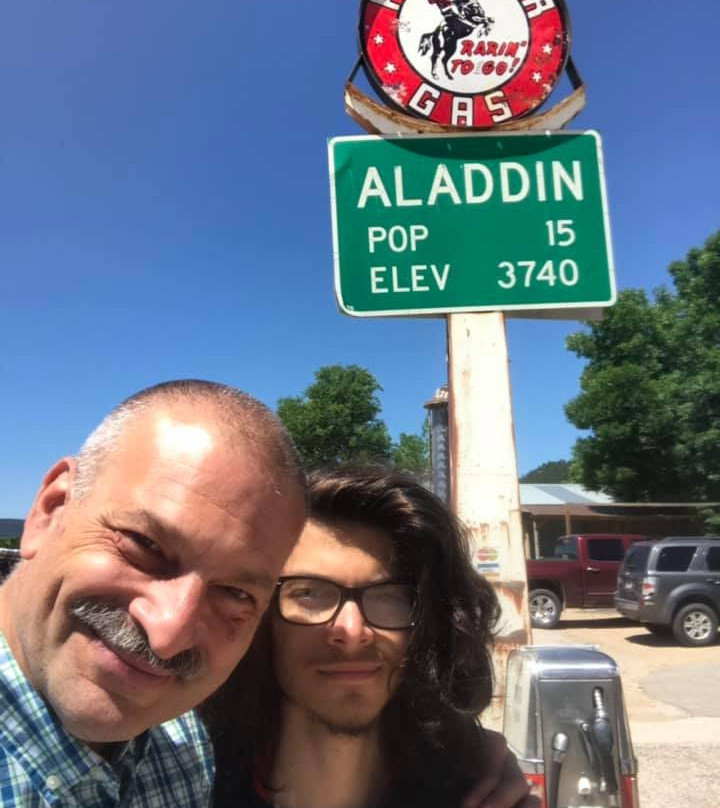 RARIN'
TO GO!
GAS
ALADDIN
POP 15
ELEV 3740